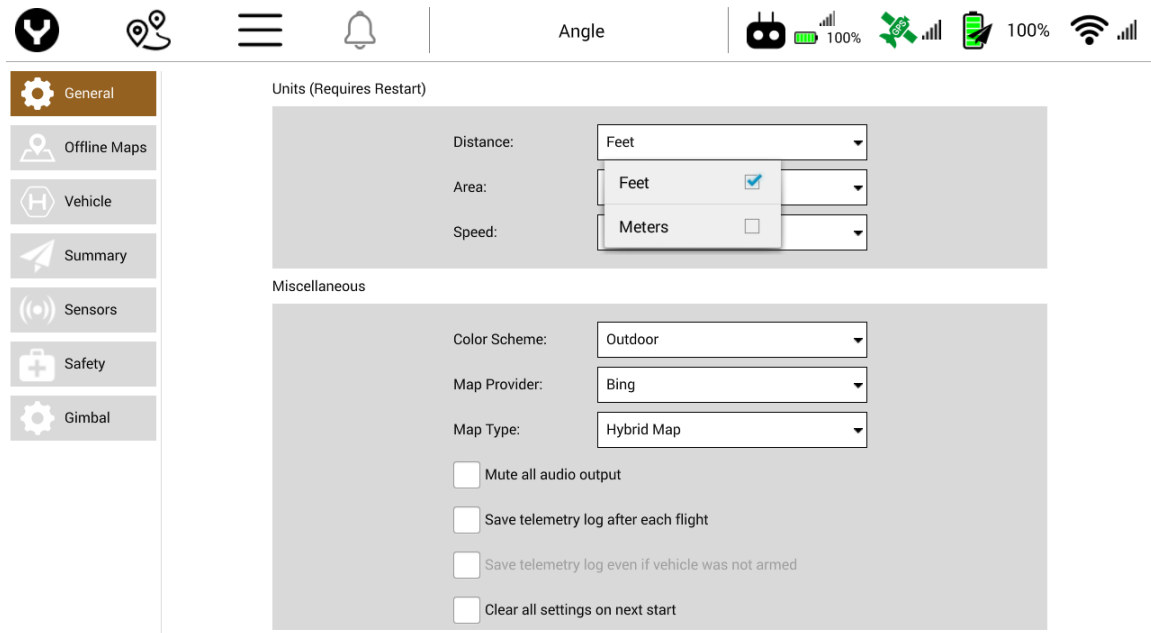 Angle
100%
GPS
100%
General
Offline Maps
Vehicle
Summary
Sensors
Safety
Gimbal
Units (Requires Restart)
Distance:
Feet
Feet
Meters
Area:
Speed:
Miscellaneous
Color Scheme:
Outdoor
Map Provider:
Bing
Map Type:
Hybrid Map
Mute all audio output
Save telemetry log after each flight
Save telemetry log even if vehicle was not armed
Clear all settings on next start